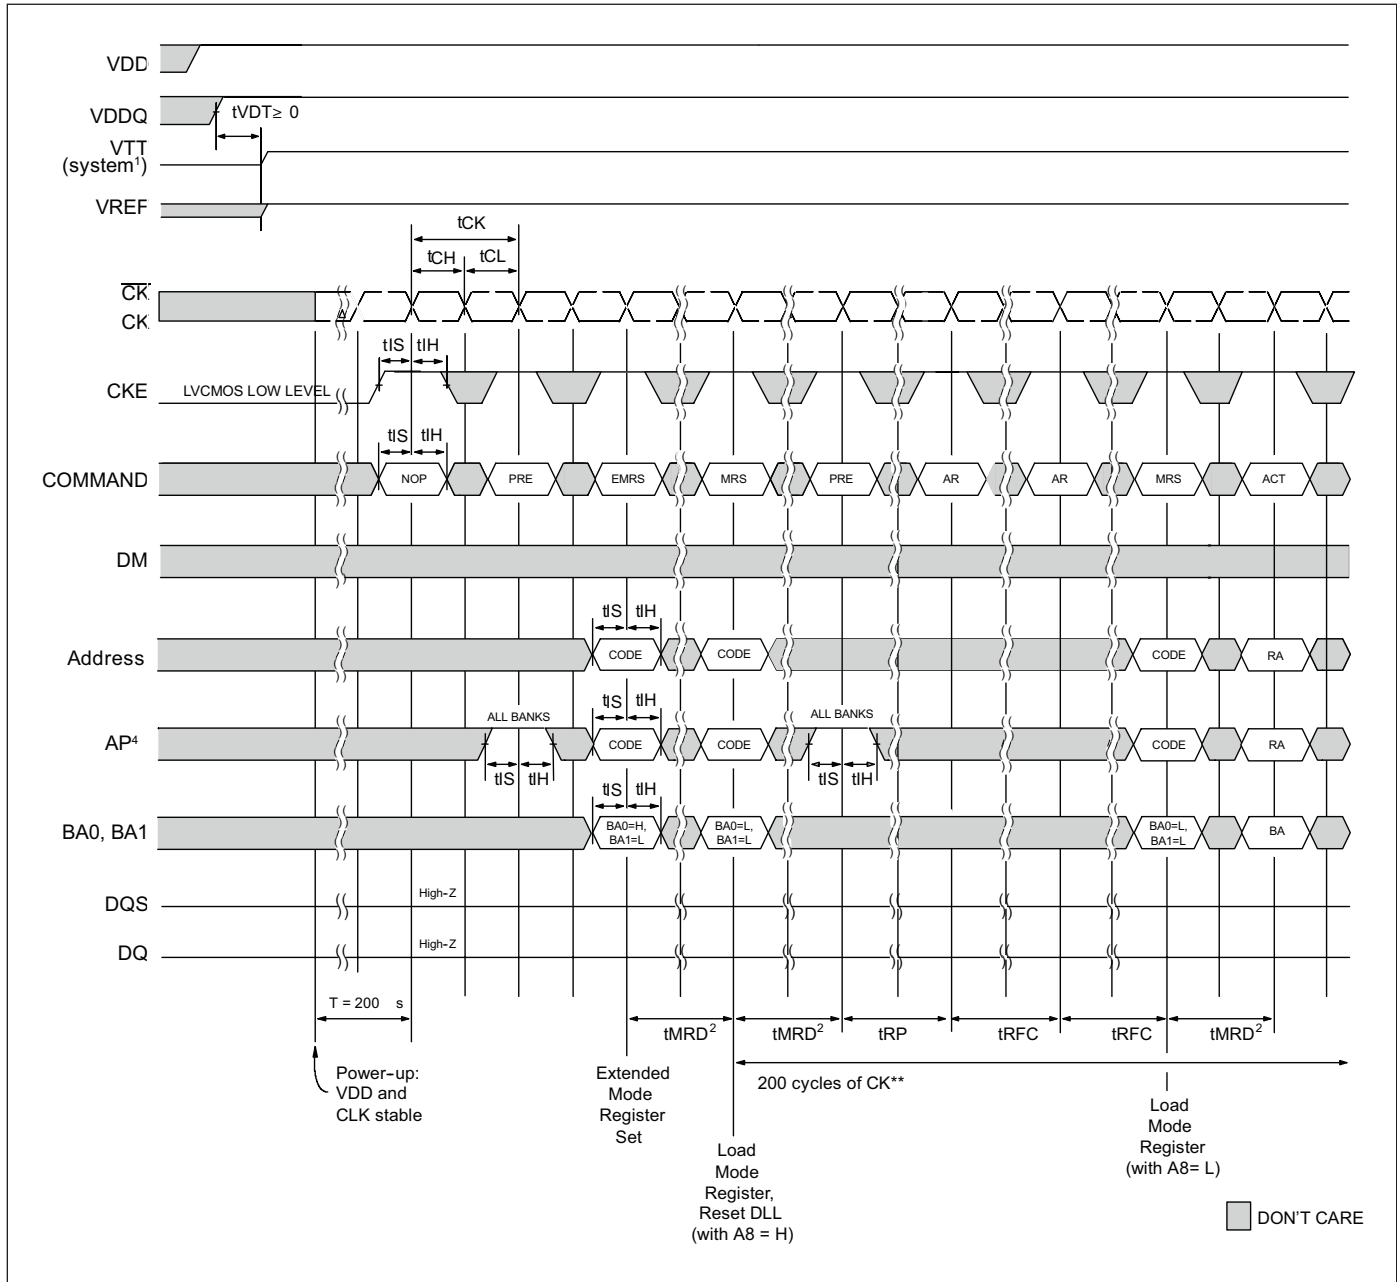 VDD
VDDQ
tVDT≥ 0
VTT
(system¹)
VREF
tCK
tCH tCL
CK
CK
tIS tIH
CKE LVCMOS LOW LEVEL
tIS tIH
COMMAND NOP PRE EMRS MRS PRE AR AR MRS ACT
DM
tIS tIH
Address CODE CODE CODE RA
tIS tIH
ALL BANKS ALL BANKS
AP⁴ CODE CODE CODE RA
tIS tIH tIS tIH
tIS tIH
BA0, BA1 BA0=H, BA1=L BA0=L, BA1=L BA0=L, BA1=L BA
High-Z
DQS
High-Z
DQ
T = 200 s
tMRD² tMRD² tRP tRFC tRFC tMRD²
200 cycles of CK**
Power-up:
VDD and
CLK stable
Extended
Mode
Register
Set
Load
Mode
Register,
Reset DLL
(with A8 = H)
Load
Mode
Register
(with A8= L)
DON'T CARE